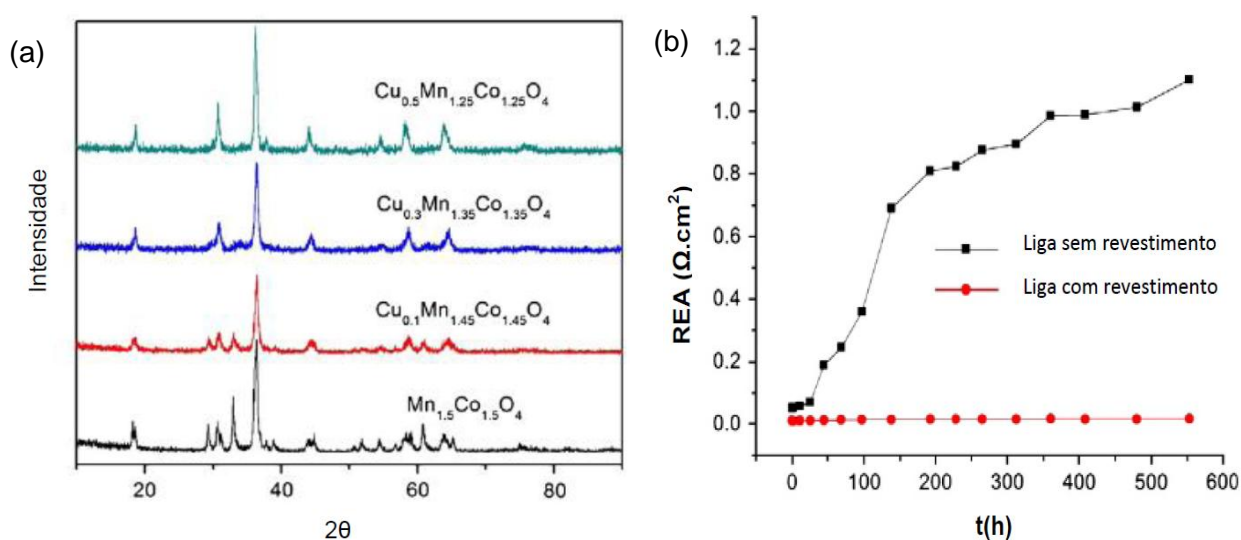 (a)
Intensidade
Cu0.5Mn1.25Co1.25O4
Cu0.3Mn1.35Co1.35O4
Cu0.1Mn1.45Co1.45O4
Mn1.5Co1.5O4
20 40 60 80
2θ
(b)
REA (Ω.cm²)
1.2
1.0
0.8
0.6
0.4
0.2
0.0
Liga sem revestimento
Liga com revestimento
0 100 200 300 400 500 600
t(h)